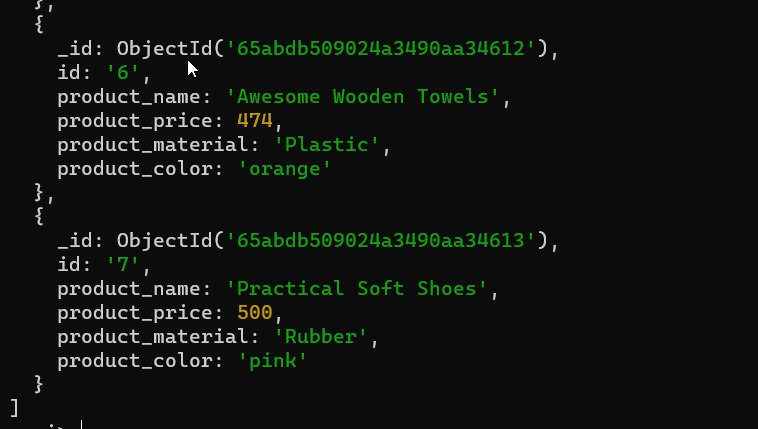 },
{
_id: ObjectId('65abdb509024a3490aa34612'),
id: '6',
product_name: 'Awesome Wooden Towels',
product_price: 474,
product_material: 'Plastic',
product_color: 'orange'
},
{
_id: ObjectId('65abdb509024a3490aa34613'),
id: '7',
product_name: 'Practical Soft Shoes',
product_price: 500,
product_material: 'Rubber',
product_color: 'pink'
}
]